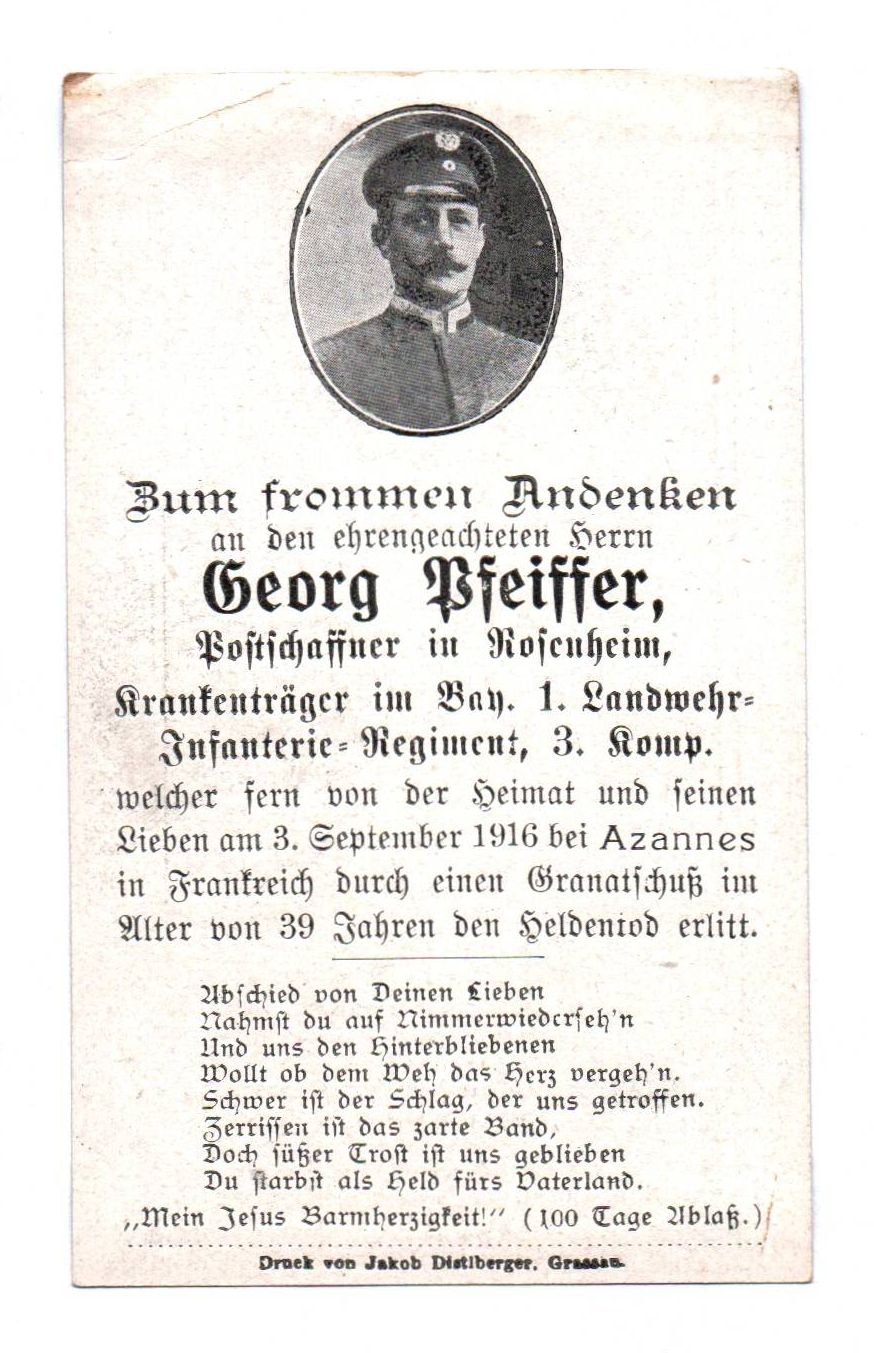 Zum frommen Andenken
an den ehrengeachteten Herrn
Georg Pfeiffer,
Postschaffner in Rosenheim,
Krankenträger im Bay. 1. Landwehr-
Infanterie-Regiment, 3. Komp.
welcher fern von der Heimat und seinen
Lieben am 3. September 1916 bei Azannes
in Frankreich durch einen Granatschuß im
Alter von 39 Jahren den Heldentod erlitt.
Abschied von Deinen Lieben
Nahmst du auf Nimmerwiederseh'n
Und uns den Hinterbliebenen
Wollt ob dem Weh das Herz vergeh'n.
Schwer ist der Schlag, der uns getroffen.
Zerrissen ist das zarte Band,
Doch süßer Trost ist uns geblieben
Du starbst als Held fürs Vaterland.
„Mein Jesus Barmherzigkeit!“ (100 Tage Ablaß.)
Druck von Jakob Distlberger, Grassau.